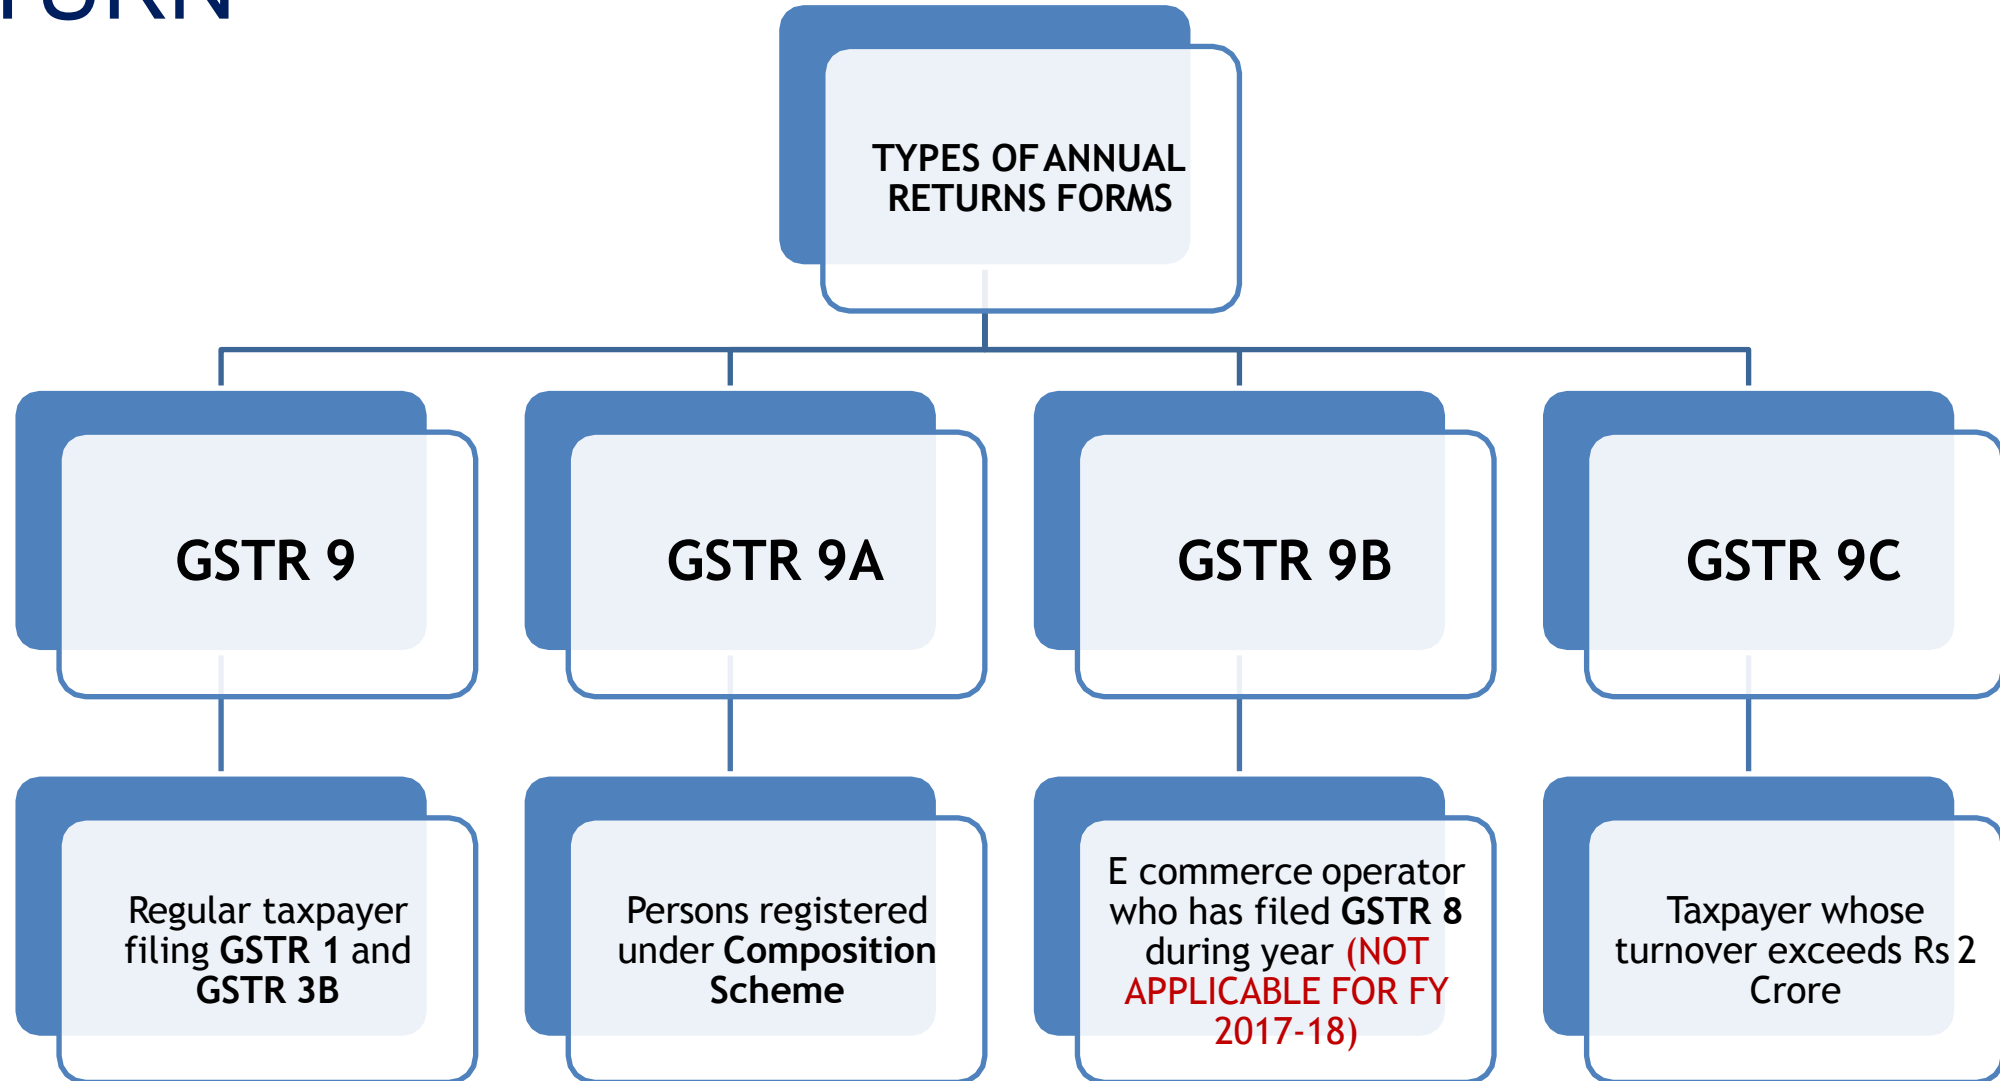 TURN
TYPES OF ANNUAL
RETURNS FORMS
GSTR 9
GSTR 9A
GSTR 9B
GSTR 9C
Regular taxpayer
filing GSTR 1 and
GSTR 3B
Persons registered
under Composition
Scheme
E commerce operator
who has filed GSTR 8
during year (NOT
APPLICABLE FOR FY
2017-18)
Taxpayer whose
turnover exceeds Rs 2
Crore